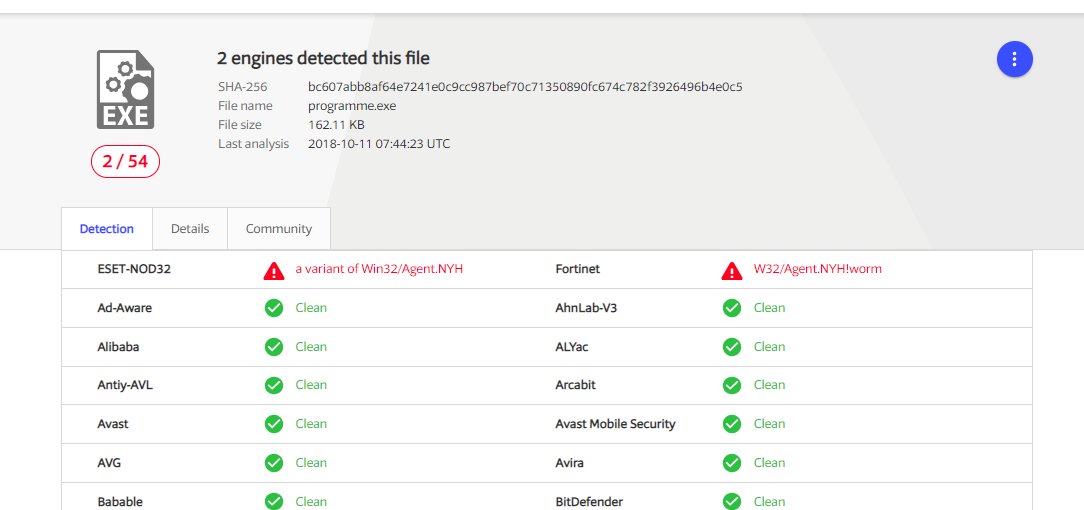 2 engines detected this file
SHA-256 bc607abb8af64e7241e0c9cc987bef70c71350890fc674c782f3926496b4e0c5
File name programme.exe
File size 162.11 KB
Last analysis 2018-10-11 07:44:23 UTC
EXE
2 / 54
Detection Details Community
ESET-NOD32 a variant of Win32/Agent.NYH Fortinet W32/Agent.NYH!worm
Ad-Aware Clean AhnLab-V3 Clean
Alibaba Clean ALYac Clean
Antiy-AVL Clean Arcabit Clean
Avast Clean Avast Mobile Security Clean
AVG Clean Avira Clean
Babable Clean BitDefender Clean